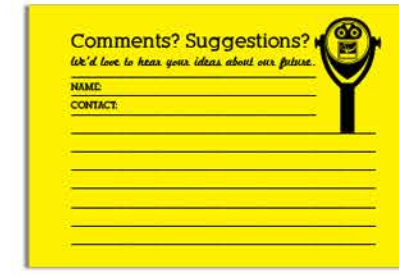 Comments? Suggestions?
We'd love to hear your ideas about our future.
NAME:
CONTACT: